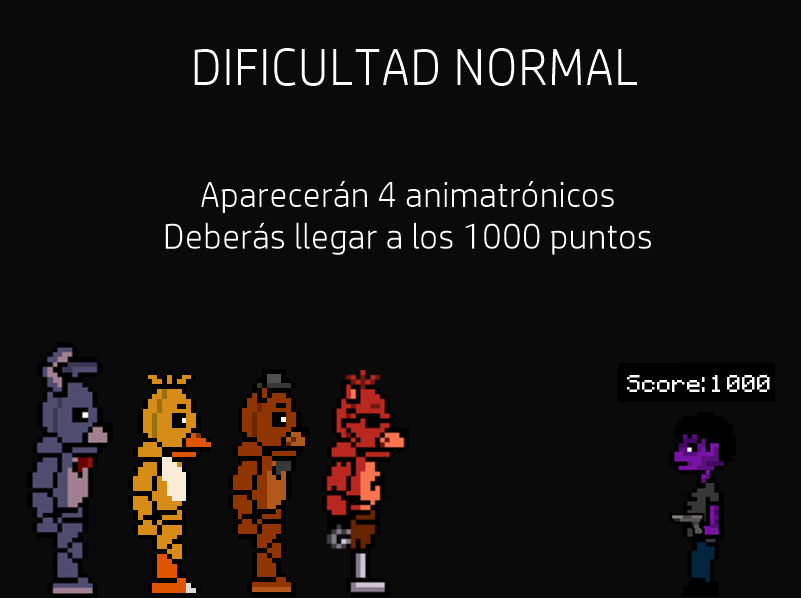 DIFICULTAD NORMAL
Aparecerán 4 animatrónicos
Deberás llegar a los 1000 puntos
Score:1000